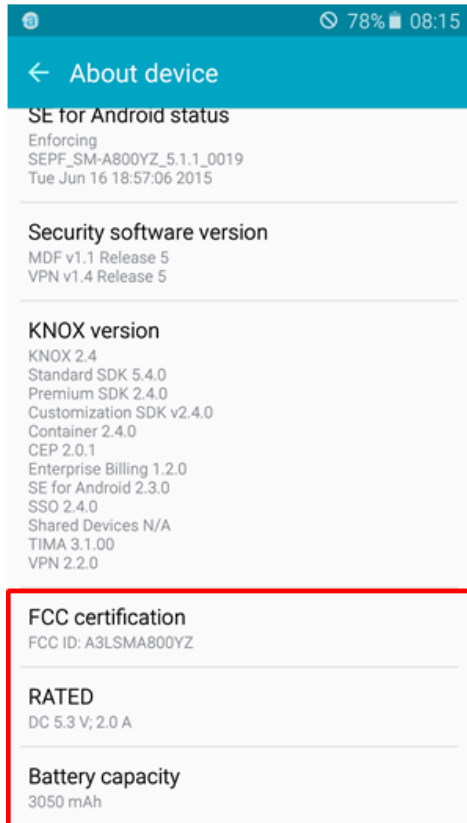 78% 08:15
About device
SE for Android status
Enforcing
SEPF_SM-A800YZ_5.1.1_0019
Tue Jun 16 18:57:06 2015
Security software version
MDF v1.1 Release 5
VPN v1.4 Release 5
KNOX version
KNOX 2.4
Standard SDK 5.4.0
Premium SDK 2.4.0
Customization SDK v2.4.0
Container 2.4.0
CEP 2.0.1
Enterprise Billing 1.2.0
SE for Android 2.3.0
SSO 2.4.0
Shared Devices N/A
TIMA 3.1.00
VPN 2.2.0
FCC certification
FCC ID: A3LSMA800YZ
RATED
DC 5.3 V; 2.0 A
Battery capacity
3050 mAh